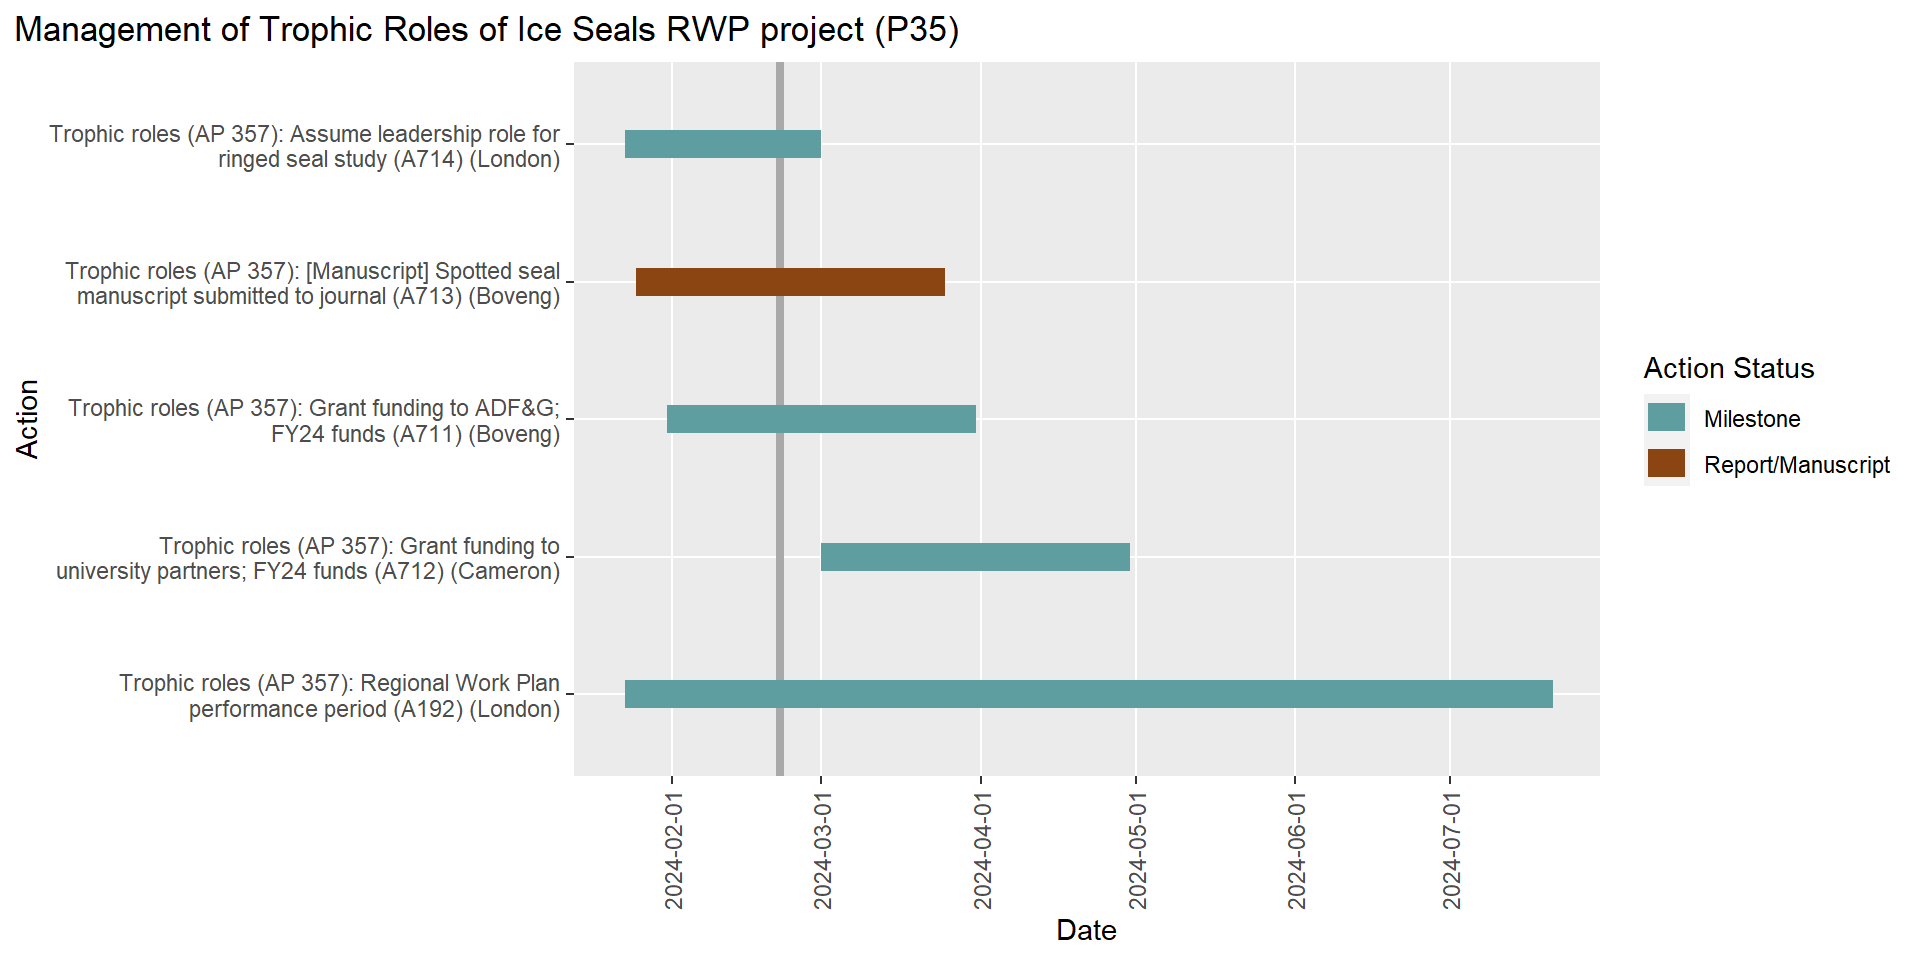 Management of Trophic Roles of Ice Seals RWP project (P35)
Trophic roles (AP 357): Assume leadership role for
ringed seal study (A714) (London)
Trophic roles (AP 357): [Manuscript] Spotted seal
manuscript submitted to journal (A713) (Boveng)
Trophic roles (AP 357): Grant funding to ADF&G;
FY24 funds (A711) (Boveng)
Trophic roles (AP 357): Grant funding to
university partners; FY24 funds (A712) (Cameron)
Trophic roles (AP 357): Regional Work Plan
performance period (A192) (London)
Action
2024-02-01
2024-03-01
2024-04-01
2024-05-01
2024-06-01
2024-07-01
Date
Action Status
Milestone
Report/Manuscript